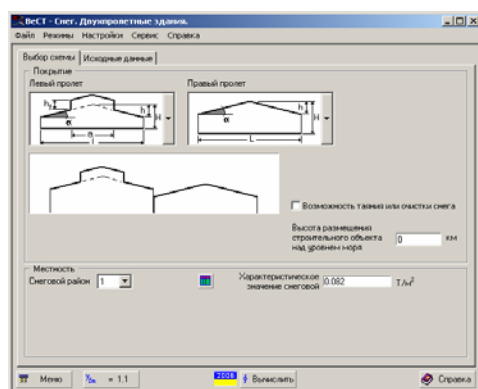 ВеСТ - Снег. Двухпролетные здания.
Файл Режимы Настройки Сервис Справка
Выбор схемы Исходные данные
Покрытие
Левый пролет Правый пролет
h H α a L
h H α L
Возможность таяния или очистки снега
Высота размещения
строительного объекта
над уровнем моря
0 км
Местность
Снеговой район 1
Характеристическое
значение снеговой
0.082 Т/м²
Меню = 1.1 2006 Вычислить Справка